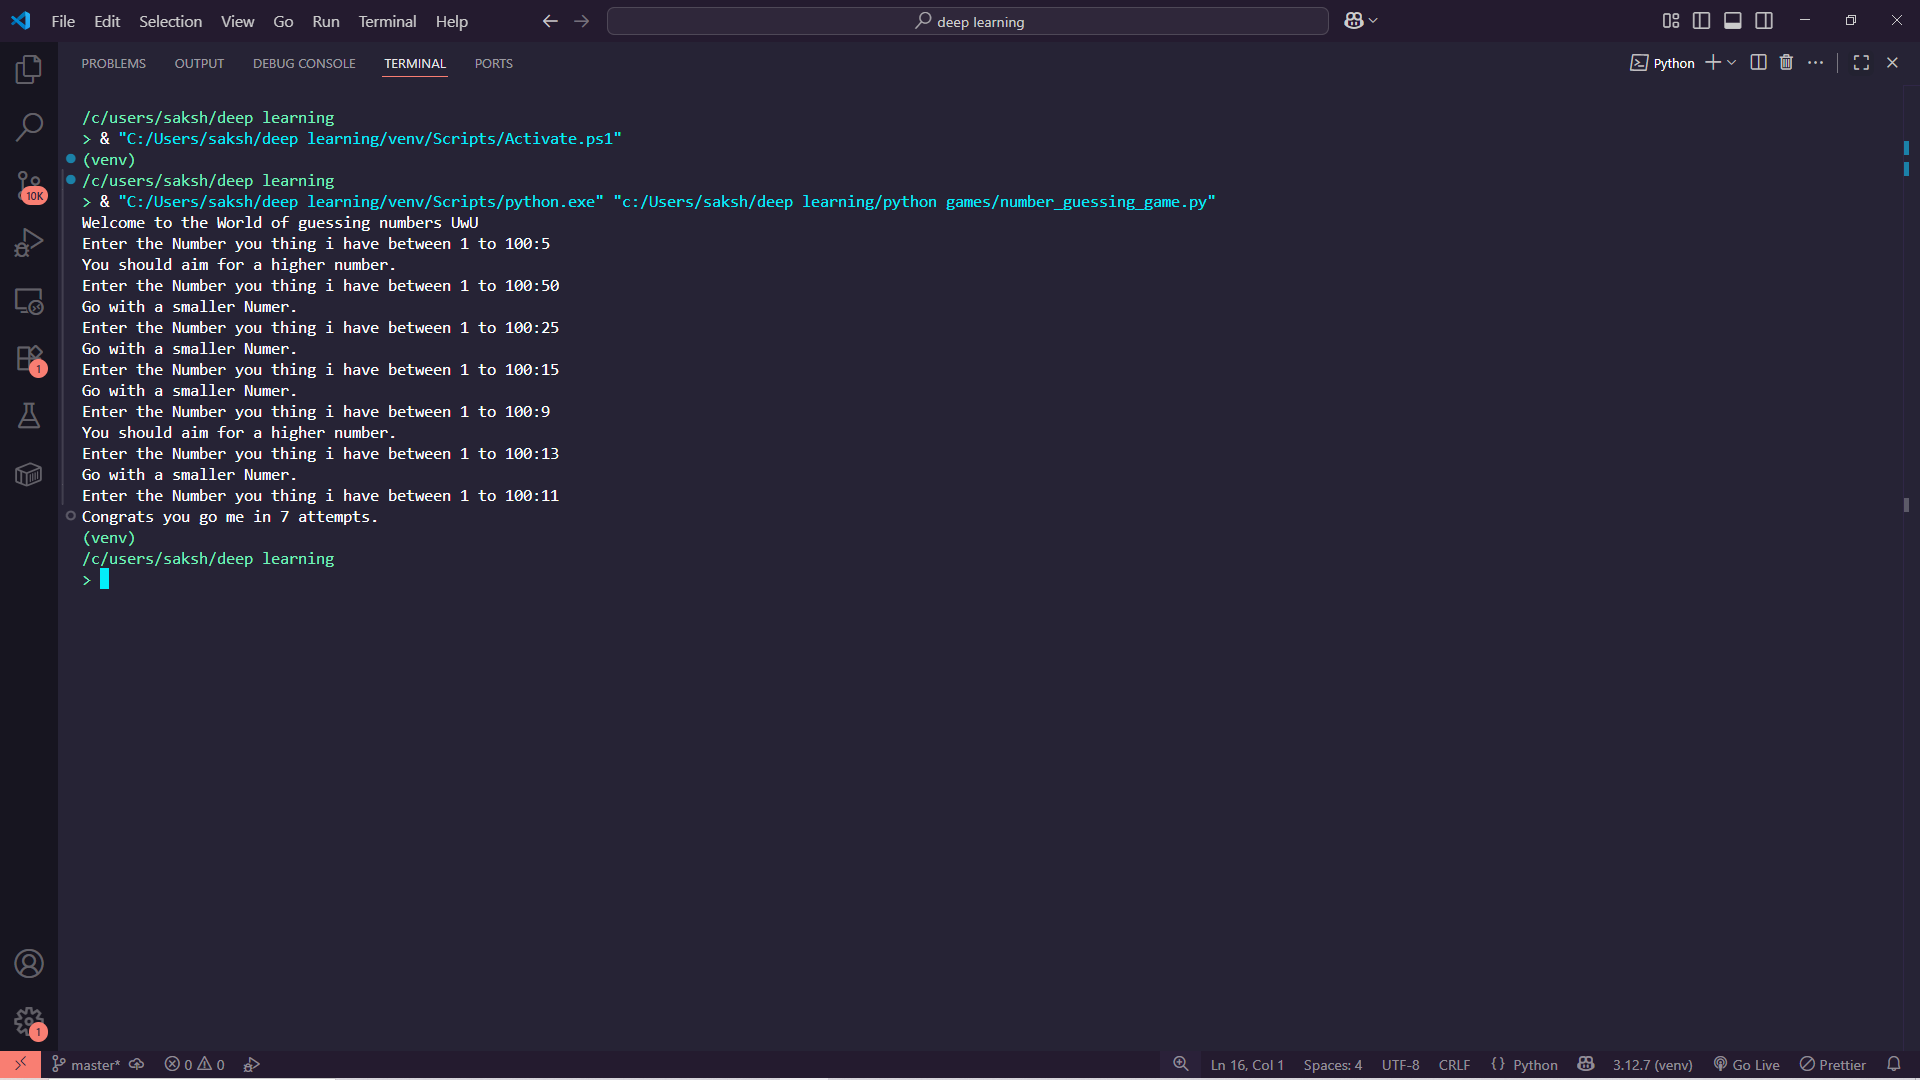 File Edit Selection View Go Run Terminal Help deep learning
PROBLEMS OUTPUT DEBUG CONSOLE TERMINAL PORTS Python
/c/users/saksh/deep learning
> & "C:/Users/saksh/deep learning/venv/Scripts/Activate.ps1"
(venv)
/c/users/saksh/deep learning
> & "C:/Users/saksh/deep learning/venv/Scripts/python.exe" "c:/Users/saksh/deep learning/python games/number_guessing_game.py"
Welcome to the World of guessing numbers UwU
Enter the Number you thing i have between 1 to 100:5
You should aim for a higher number.
Enter the Number you thing i have between 1 to 100:50
Go with a smaller Numer.
Enter the Number you thing i have between 1 to 100:25
Go with a smaller Numer.
Enter the Number you thing i have between 1 to 100:15
Go with a smaller Numer.
Enter the Number you thing i have between 1 to 100:9
You should aim for a higher number.
Enter the Number you thing i have between 1 to 100:13
Go with a smaller Numer.
Enter the Number you thing i have between 1 to 100:11
Congrats you go me in 7 attempts.
(venv)
/c/users/saksh/deep learning
>
10K
1
1
master* 0 0 Ln 16, Col 1 Spaces: 4 UTF-8 CRLF {} Python 3.12.7 (venv) Go Live Prettier